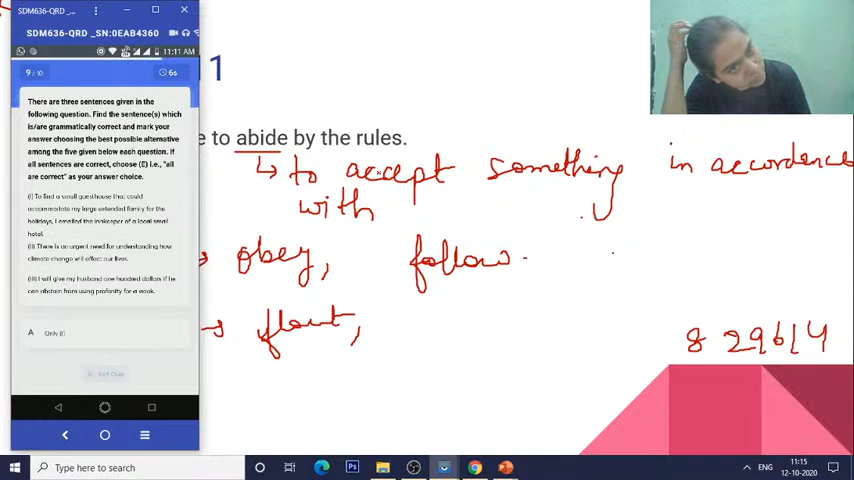 SDM636-QRD _...
SDM636-QRD _SN:0EAB4360
11:11 AM
9 / 10
6s
There are three sentences given in the
following question. Find the sentence(s) which
is/are grammatically correct and mark your
answer choosing the best possible alternative
among the five given below each question. If
all sentences are correct, choose (E) i.e., "all
are correct" as your answer choice.
(I) To find a small guesthouse that could
accommodate my large extended family for the
holidays, I emailed the innkeeper of a local small
hotel.
(II) There is an urgent need for understanding how
climate change will effect our lives.
(III) I will give my husband one hundred dollars if he
can abstain from using profanity for a week.
A Only (I)
Exit Quiz
11
e to abide by the rules.
↳ to accept something in accordence
with
→ obey, follow.
→ flout,
8 29614
Type here to search
ENG
11:15
12-10-2020